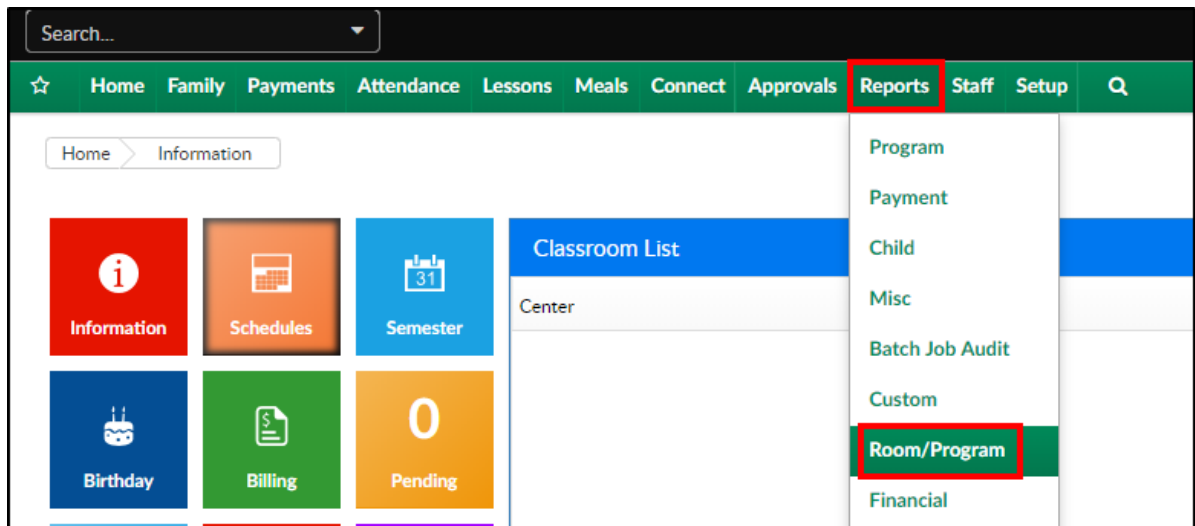 Search...
Home Family Payments Attendance Lessons Meals Connect Approvals Reports Staff Setup
Home Information
Program
Payment
Child
Misc
Batch Job Audit
Custom
Room/Program
Financial
Information
Schedules
31
Semester
Birthday
$
Billing
0
Pending
Classroom List
Center